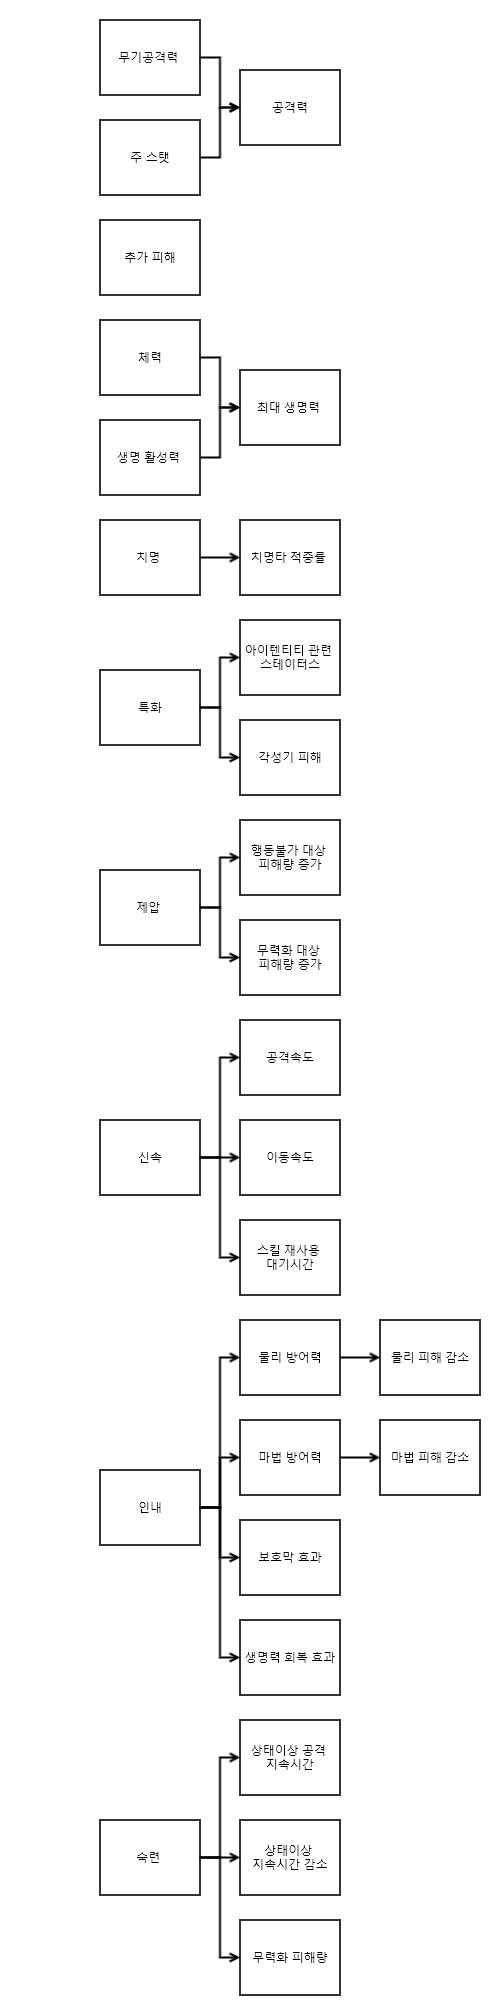 무기공격력
공격력
주 스탯
추가 피해
체력
최대 생명력
생명 활성력
치명
치명타 적중률
아이텐티티 관련
스테이터스
특화
각성기 피해
행동불가 대상
피해량 증가
제압
무력화 대상
피해량 증가
공격속도
신속
이동속도
스킬 재사용
대기시간
물리 방어력
물리 피해 감소
마법 방어력
마법 피해 감소
인내
보호막 효과
생명력 회복 효과
상태이상 공격
지속시간
숙련
상태이상
지속시간 감소
무력화 피해량